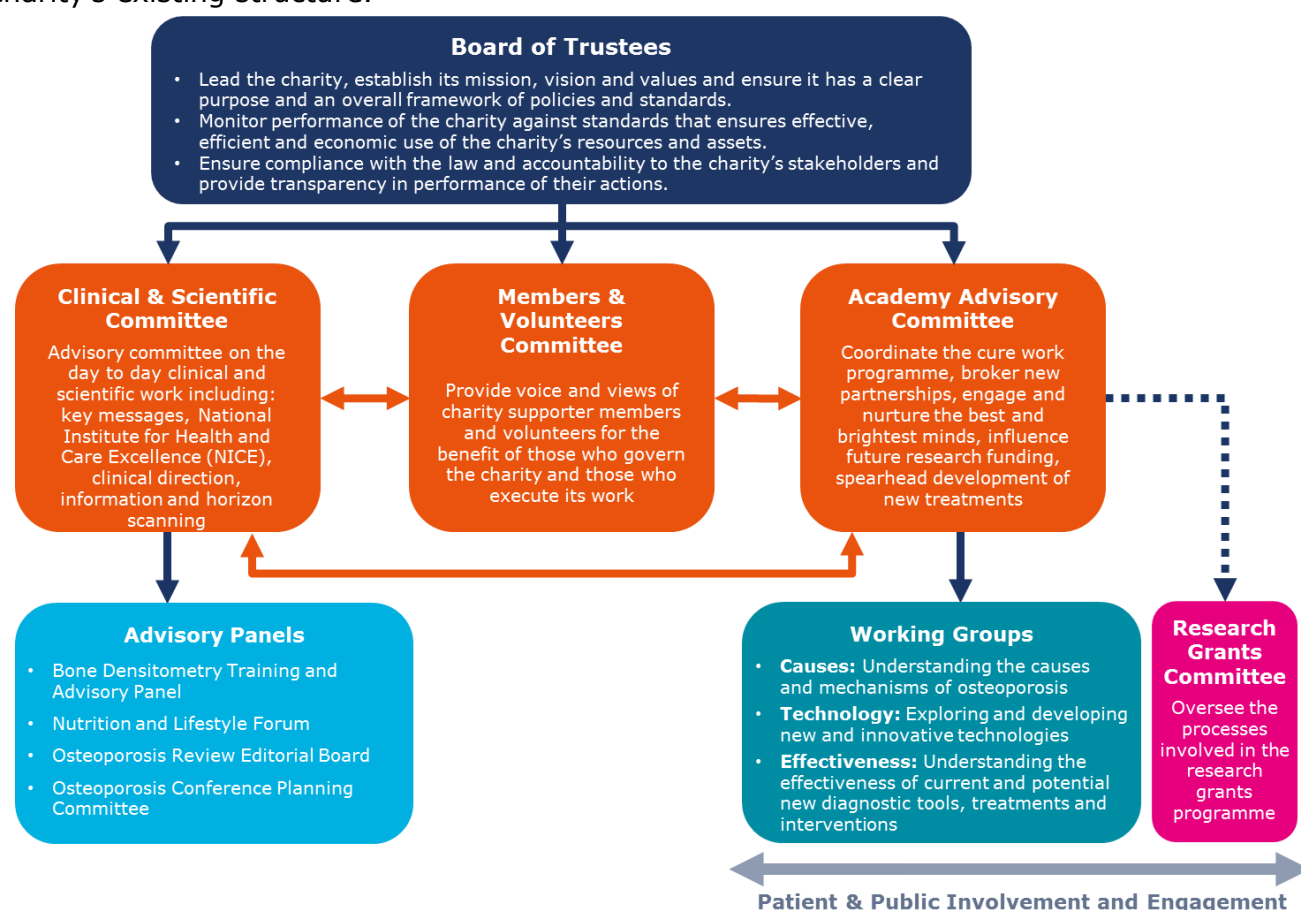 charity's existing structure.
Board of Trustees
• Lead the charity, establish its mission, vision and values and ensure it has a clear
purpose and an overall framework of policies and standards.
• Monitor performance of the charity against standards that ensures effective,
efficient and economic use of the charity's resources and assets.
• Ensure compliance with the law and accountability to the charity's stakeholders and
provide transparency in performance of their actions.
Clinical & Scientific
Committee
Advisory committee on the
day to day clinical and
scientific work including:
key messages, National
Institute for Health and
Care Excellence (NICE),
clinical direction,
information and horizon
scanning
Members &
Volunteers
Committee
Provide voice and views of
charity supporter members
and volunteers for the
benefit of those who govern
the charity and those who
execute its work
Academy Advisory
Committee
Coordinate the cure work
programme, broker new
partnerships, engage and
nurture the best and
brightest minds, influence
future research funding,
spearhead development of
new treatments
Advisory Panels
• Bone Densitometry Training and
Advisory Panel
• Nutrition and Lifestyle Forum
• Osteoporosis Review Editorial Board
• Osteoporosis Conference Planning
Committee
Working Groups
• Causes: Understanding the causes
and mechanisms of osteoporosis
• Technology: Exploring and developing
new and innovative technologies
• Effectiveness: Understanding the
effectiveness of current and potential
new diagnostic tools, treatments and
interventions
Research
Grants
Committee
Oversee the
processes
involved in the
research
grants
programme
Patient & Public Involvement and Engagement